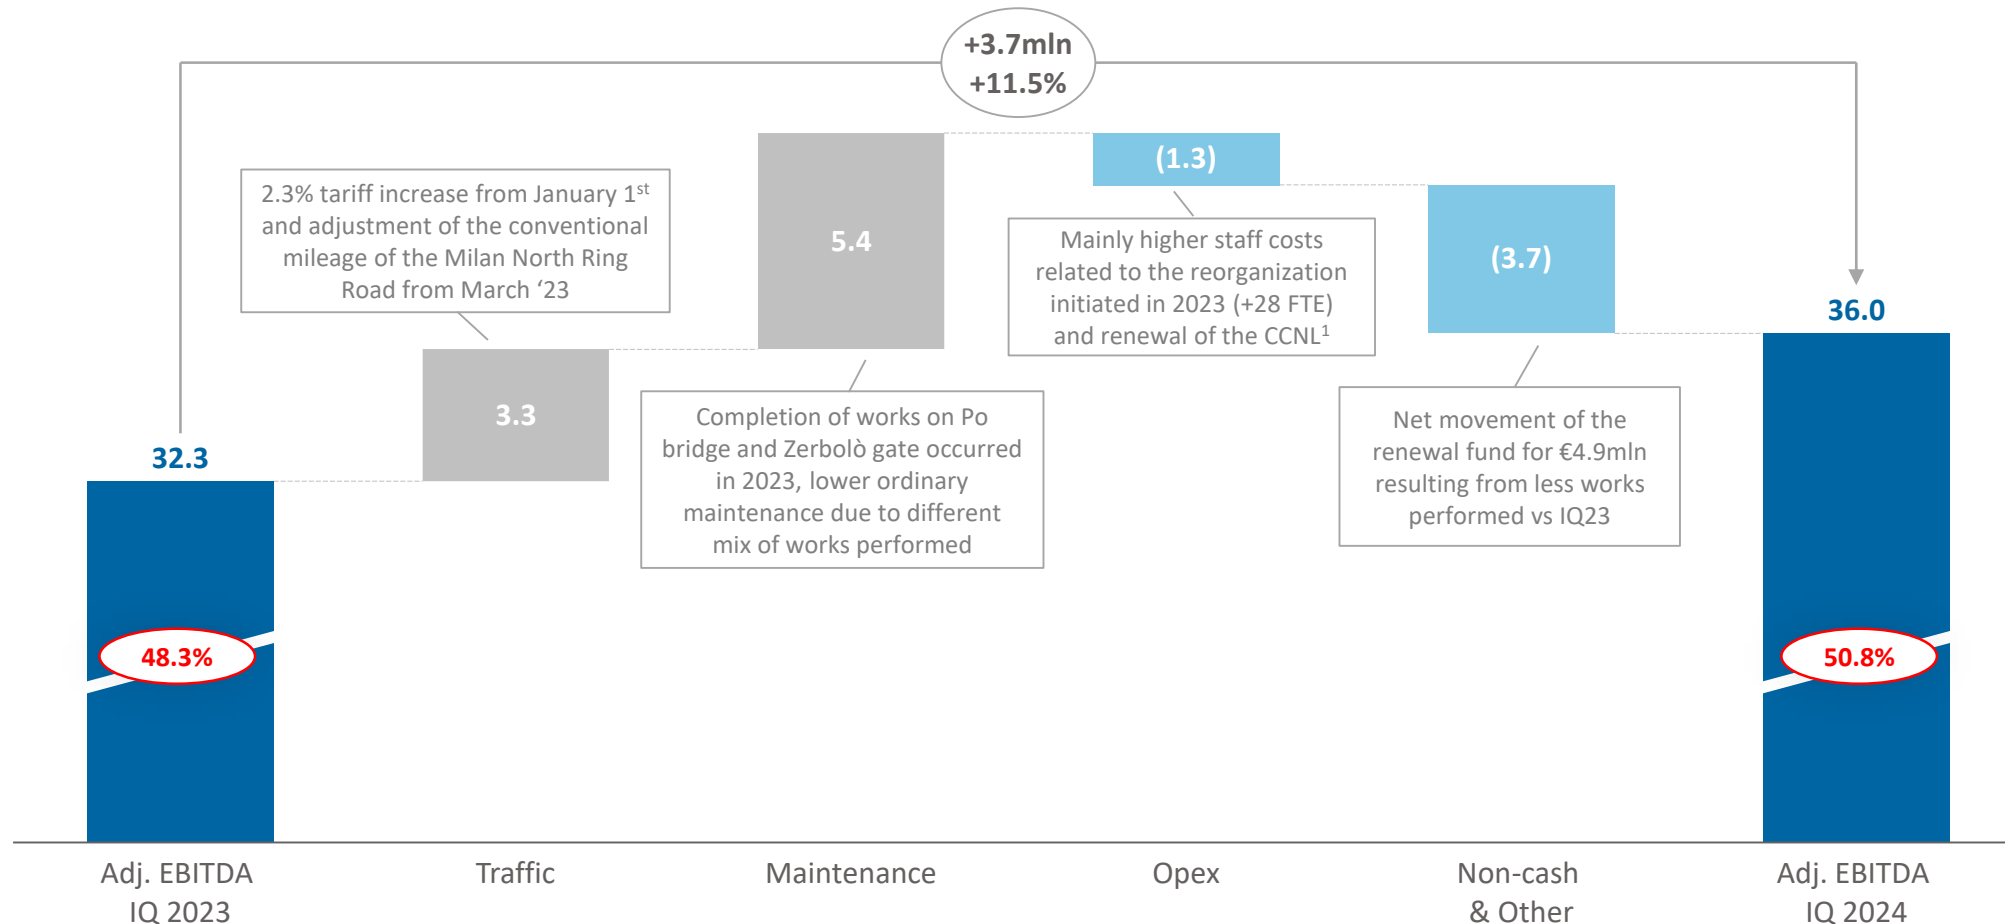 +3.7mln
+11.5%
2.3% tariff increase from January 1st
and adjustment of the conventional
mileage of the Milan North Ring
Road from March ‘23
(1.3)
5.4
Mainly higher staff costs
related to the reorganization
initiated in 2023 (+28 FTE)
and renewal of the CCNL1
(3.7)
36.0
3.3
Completion of works on Po
bridge and Zerbolò gate occurred
in 2023, lower ordinary
maintenance due to different
mix of works performed
Net movement of the
renewal fund for €4.9mln
resulting from less works
performed vs IQ23
32.3
48.3%
50.8%
Adj. EBITDA
IQ 2023
Traffic
Maintenance
Opex
Non-cash
& Other
Adj. EBITDA
IQ 2024